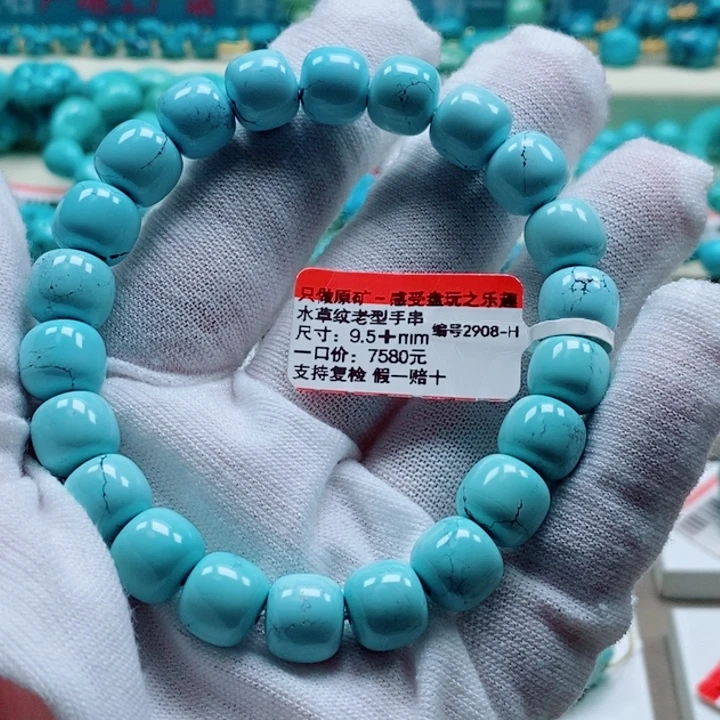 只做原矿－感受盘玩之乐趣
水草纹老型手串
尺寸：9.5+mm 编号2908-H
一口价：7580元
支持复检 假一赔十